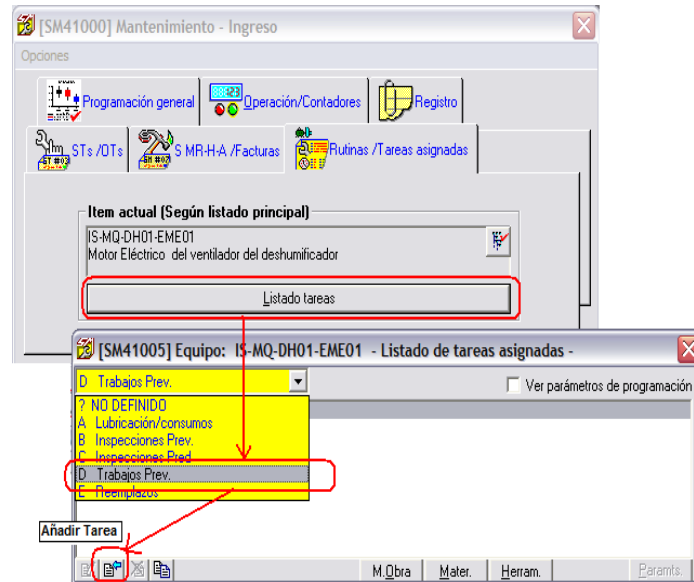 [SM41000] Mantenimiento - Ingreso
Opciones
Programación general
Operación/Contadores
Registro
STs /OTs
S MR-H-A /Facturas
Rutinas /Tareas asignadas
Item actual (Según listado principal)
IS-MQ-DH01-EME01
Motor Eléctrico del ventilador del deshumificador
Listado tareas
[SM41005] Equipo: IS-MQ-DH01-EME01 - Listado de tareas asignadas -
D Trabajos Prev.
Ver parámetros de programación
? NO DEFINIDO
A Lubricación/consumos
B Inspecciones Prev.
C Inspecciones Pred.
D Trabajos Prev.
E Reemplazos
Añadir Tarea
M.Obra
Mater.
Herram.
Paramts.